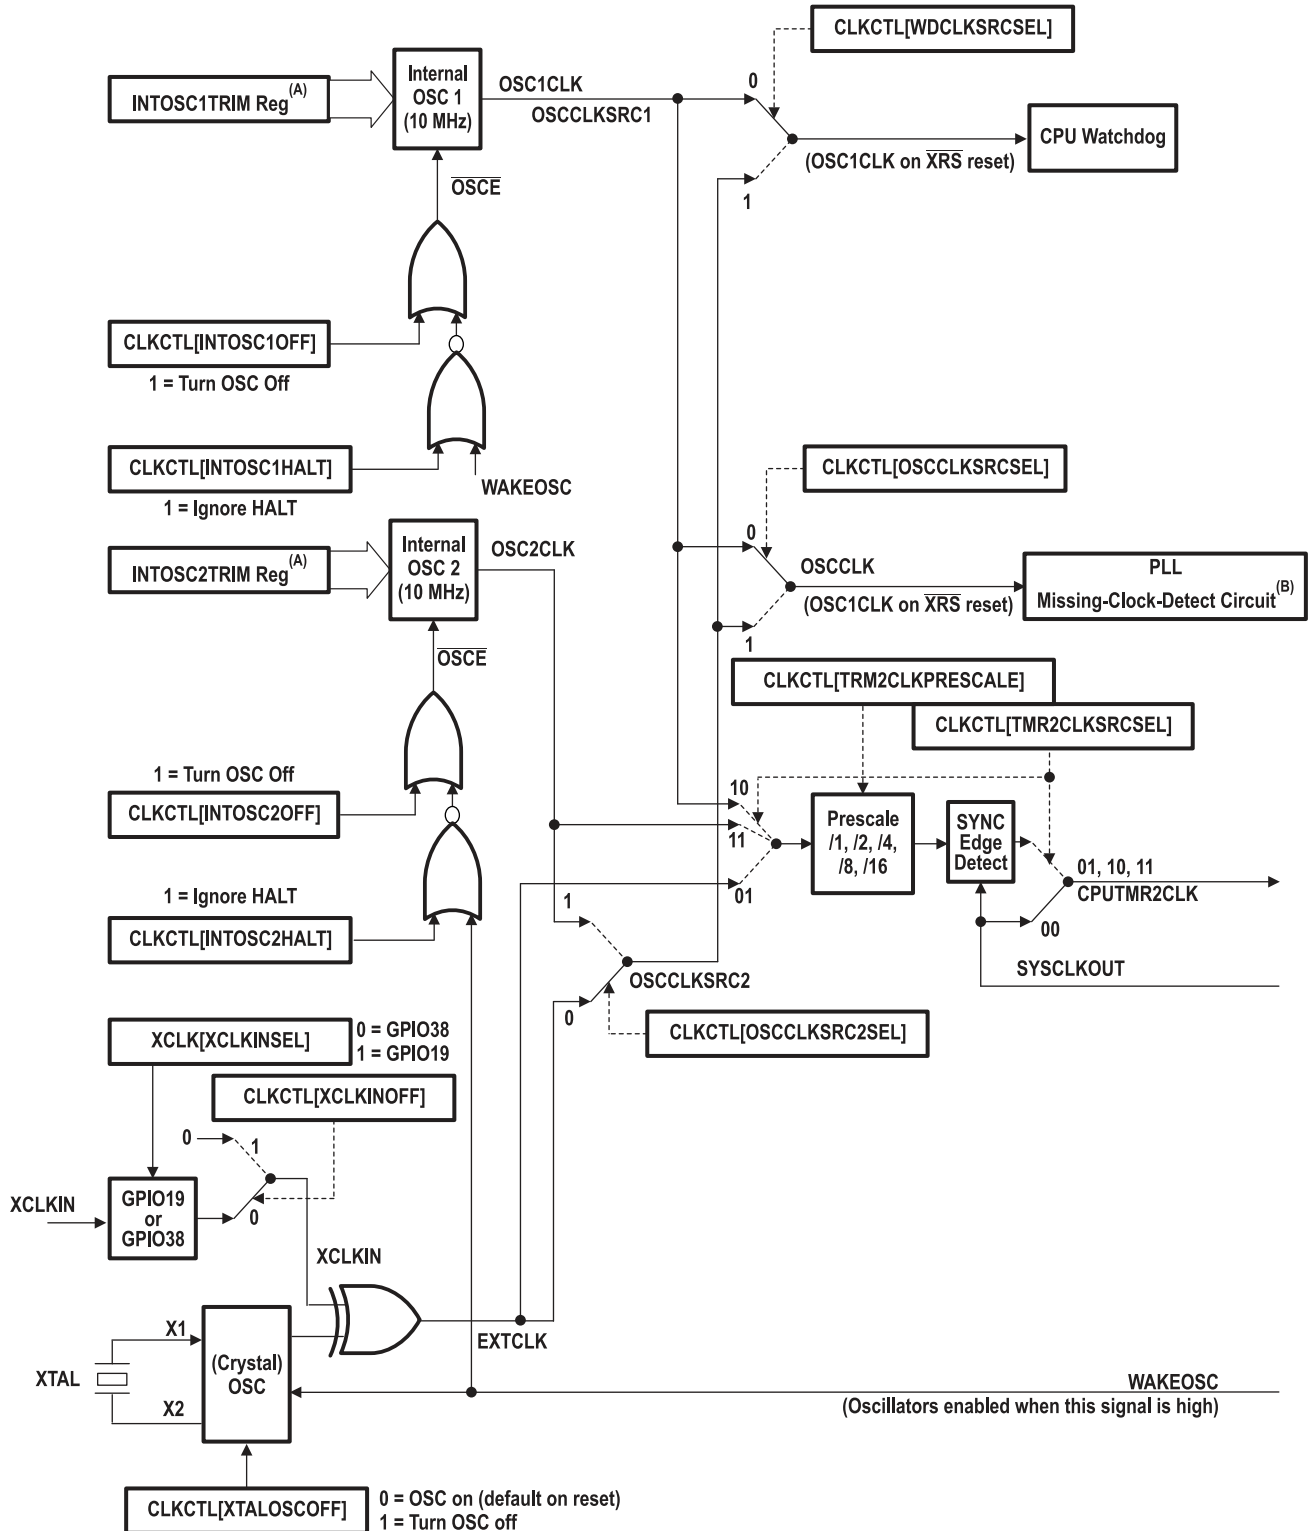 CLKCTL[WDCLKSRCSEL]
Internal
OSC 1
(10 MHz)
INTOSC1TRIM Reg(A)
OSC1CLK
OSCCLKSRC1
0
CPU Watchdog
(OSC1CLK on XRS reset)
1
OSCE
CLKCTL[INTOSC1OFF]
1 = Turn OSC Off
CLKCTL[INTOSC1HALT]
1 = Ignore HALT
WAKEOSC
CLKCTL[OSCCLKSRCSEL]
Internal
OSC 2
(10 MHz)
INTOSC2TRIM Reg(A)
OSC2CLK
0
OSCCLK
(OSC1CLK on XRS reset)
1
PLL
Missing-Clock-Detect Circuit(B)
OSCE
CLKCTL[TRM2CLKPRESCALE]
CLKCTL[TMR2CLKSRCSEL]
1 = Turn OSC Off
CLKCTL[INTOSC2OFF]
10
11
01
Prescale
/1, /2, /4,
/8, /16
SYNC
Edge
Detect
01, 10, 11
CPUTMR2CLK
00
SYSCLKOUT
1 = Ignore HALT
CLKCTL[INTOSC2HALT]
1
OSCCLKSRC2
0
CLKCTL[OSCCLKSRC2SEL]
XCLK[XCLKINSEL]
0 = GPIO38
1 = GPIO19
CLKCTL[XCLKINOFF]
0
1
0
XCLKIN
GPIO19
or
GPIO38
XCLKIN
EXTCLK
X1
XTAL
X2
(Crystal)
OSC
WAKEOSC
(Oscillators enabled when this signal is high)
CLKCTL[XTALOSCOFF]
0 = OSC on (default on reset)
1 = Turn OSC off